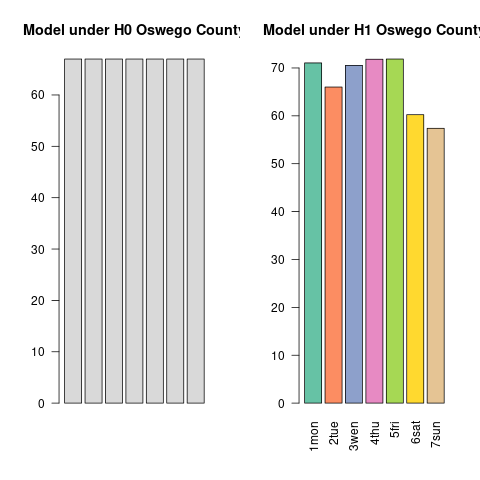 Model under H0 Oswego County
Model under H1 Oswego County
60
50
40
30
20
10
0
70
60
50
40
30
20
10
0
1mon
2tue
3wen
4thu
5fri
6sat
7sun